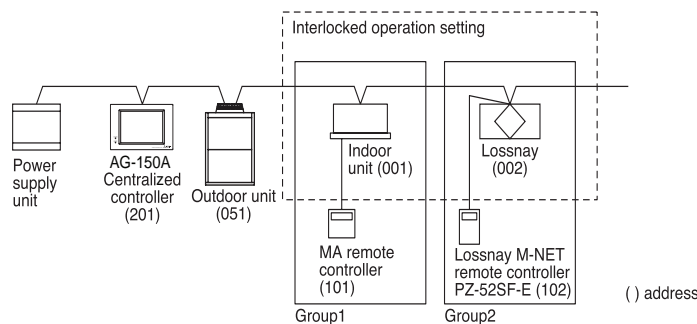 Interlocked operation setting
Power
supply
unit
AG-150A
Centralized
controller
(201)
Outdoor unit
(051)
Indoor
unit (001)
Lossnay
(002)
MA remote
controller
(101)
Lossnay M-NET
remote controller
PZ-52SF-E (102)
( ) address
Group1
Group2